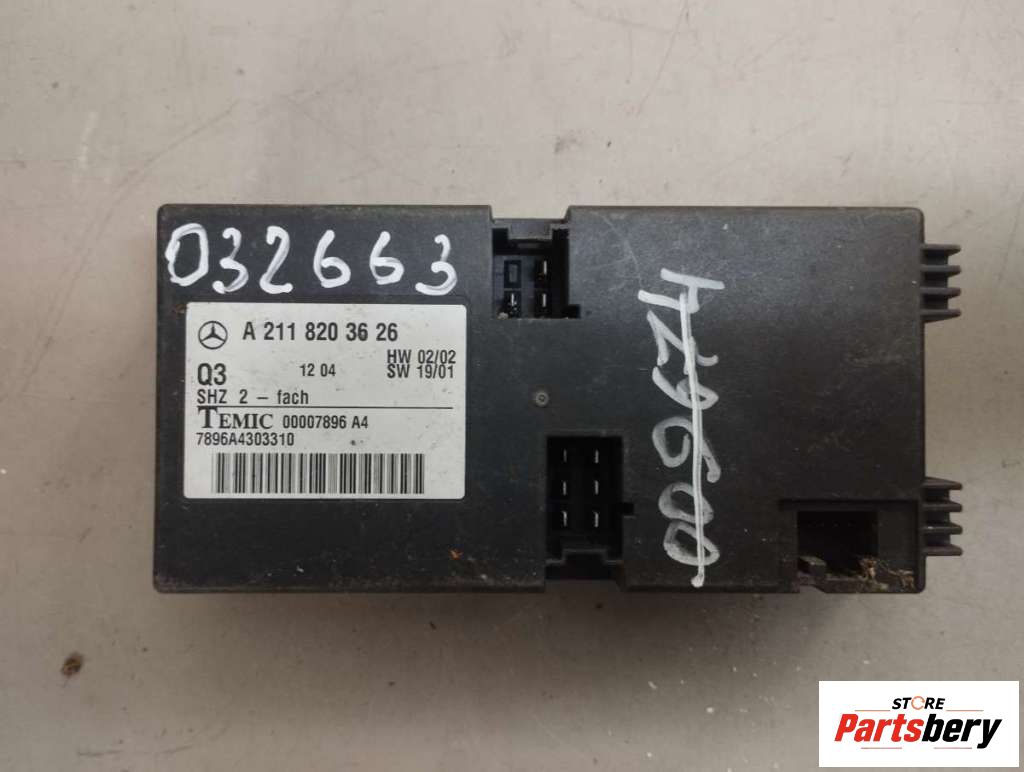 032663
A 211 820 36 26
HW 02/02
Q3 12 04 SW 19/01
SHZ 2 - fach
TEMIC 00007896 A4
7896A4303310
STORE
Partsbery